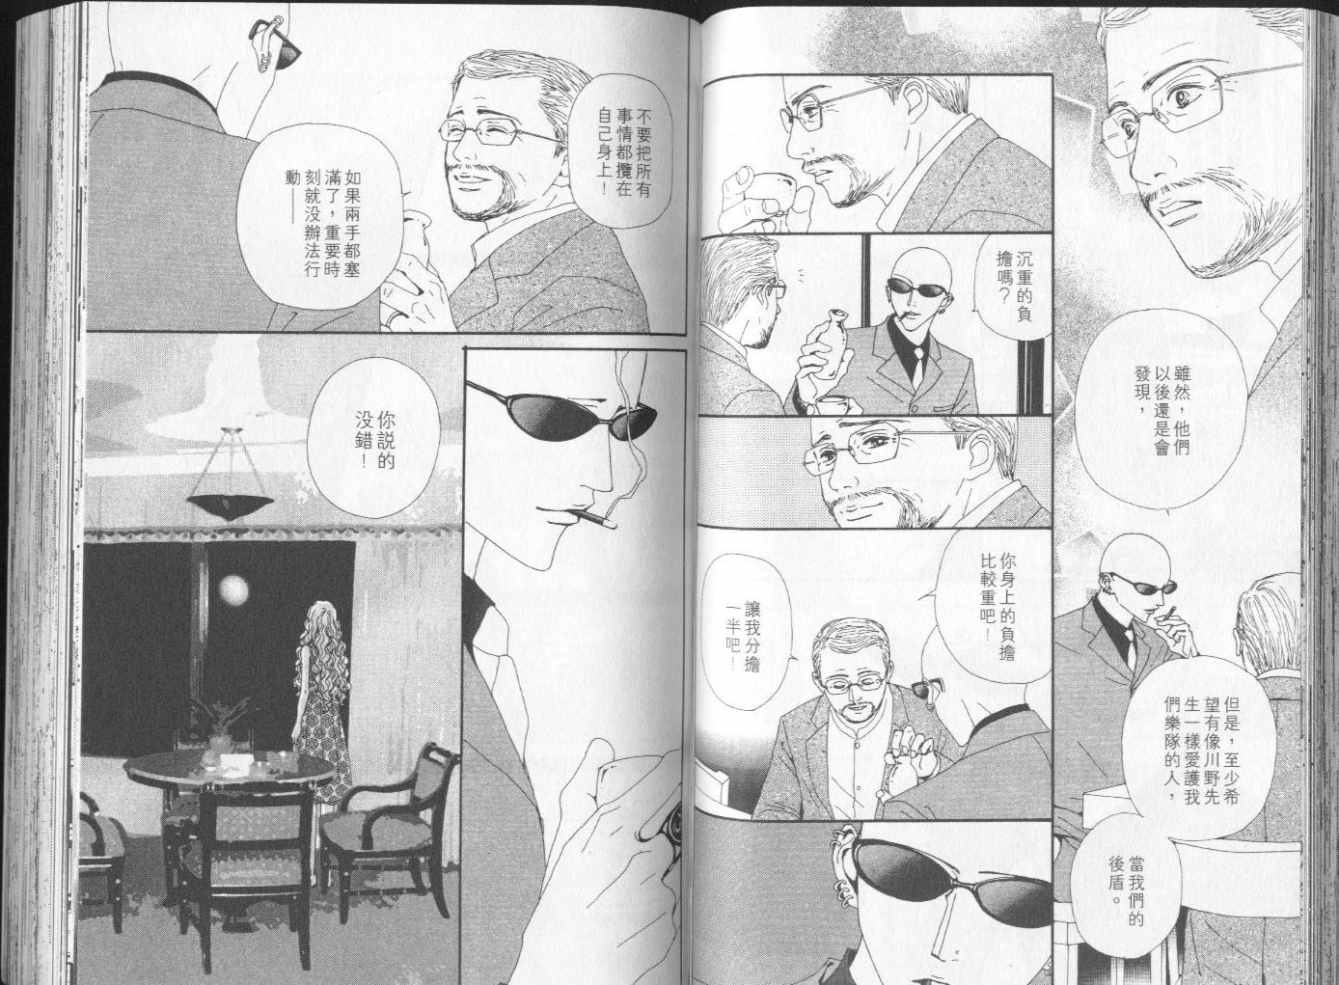 雖然，他們
以後還是會
發現，
但是，至少希
望有像川野先
生一樣愛護我
們樂隊的人，
當我們的
後盾。
沉重的負
擔嗎？
你身上的負擔
比較重吧！
讓我分擔
一半吧！
不要把所有
事情都攬在
自己身上！
如果兩手都塞
滿了，重要時
刻就沒辦法行
動——
你説的
沒錯！